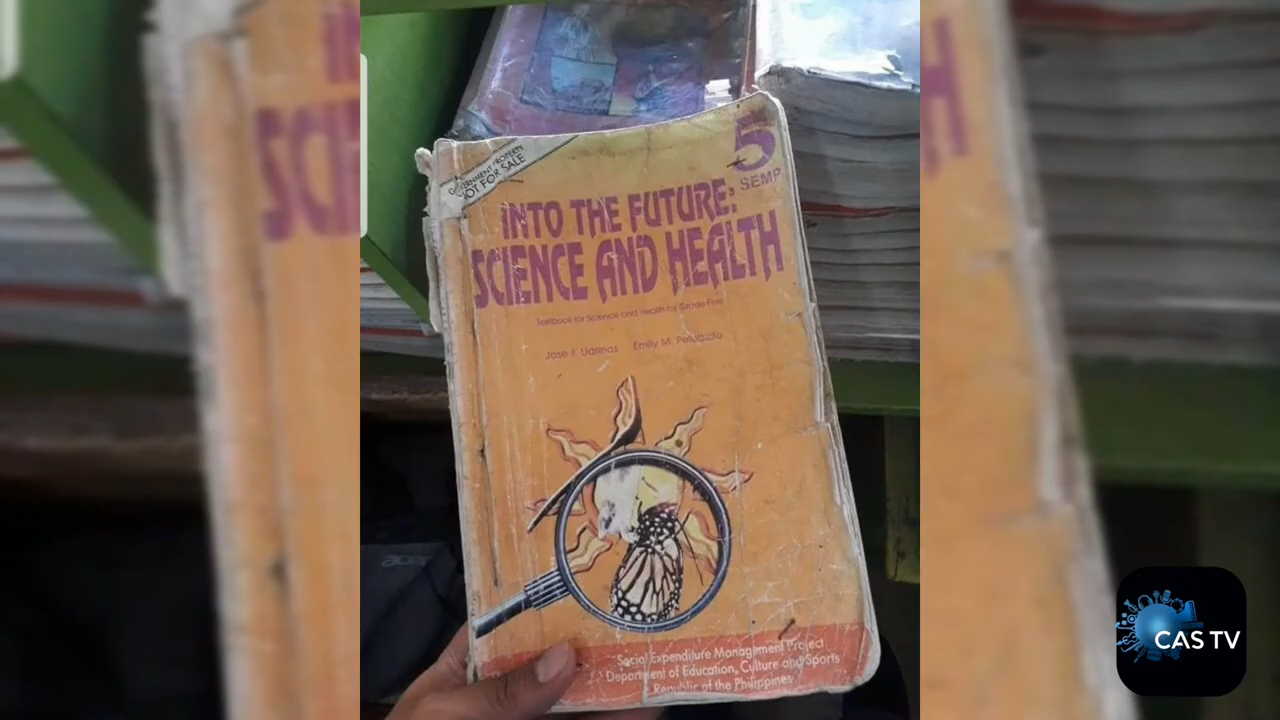 GOVERNMENT PROPERTY
NOT FOR SALE
5
SEMP
INTO THE FUTURE:
SCIENCE AND HEALTH
Textbook for Science and Health for Grade Five
Jose F.
Emily M.
Social Expenditure Management Project
Department of Education, Culture and Sports
Republic of the Philippines
acer
CAS TV